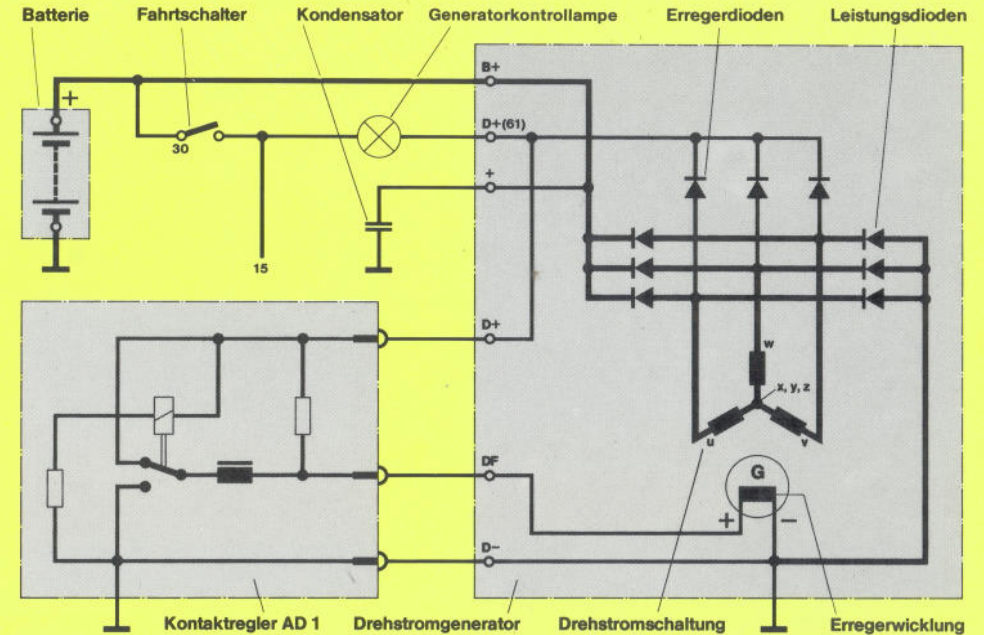 Batterie Fahrtschalter Kondensator Generatorkontrollampe Erregerdioden Leistungsdioden
B+
+
D+(61)
30
+
15
D+
w
x, y, z
u v
DF
G
+ −
D−
Kontaktregler AD 1 Drehstromgenerator Drehstromschaltung Erregerwicklung